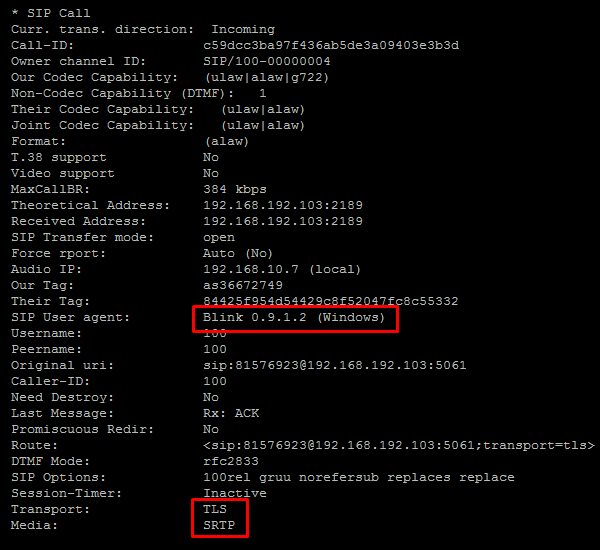 * SIP Call
Curr. trans. direction:  Incoming
Call-ID:                c59dcc3ba97f436ab5de3a09403e3b3d
Owner channel ID:       SIP/100-00000004
Our Codec Capability:   (ulaw|alaw|g722)
Non-Codec Capability (DTMF):   1
Their Codec Capability:   (ulaw|alaw)
Joint Codec Capability:   (ulaw|alaw)
Format:                 (alaw)
T.38 support            No
Video support           No
MaxCallBR:              384 kbps
Theoretical Address:    192.168.192.103:2189
Received Address:       192.168.192.103:2189
SIP Transfer mode:      open
Force rport:            Auto (No)
Audio IP:               192.168.10.7 (local)
Our Tag:                as36672749
Their Tag:              84425f954d54429c8f52047fc8c55332
SIP User agent:         Blink 0.9.1.2 (Windows)
Username:               100
Peername:               100
Original uri:           sip:81576923@192.168.192.103:5061
Caller-ID:              100
Need Destroy:           No
Last Message:           Rx: ACK
Promiscuous Redir:      No
Route:                  <sip:81576923@192.168.192.103:5061;transport=tls>
DTMF Mode:              rfc2833
SIP Options:            100rel gruu norefersub replaces replace
Session-Timer:          Inactive
Transport:              TLS
Media:                  SRTP